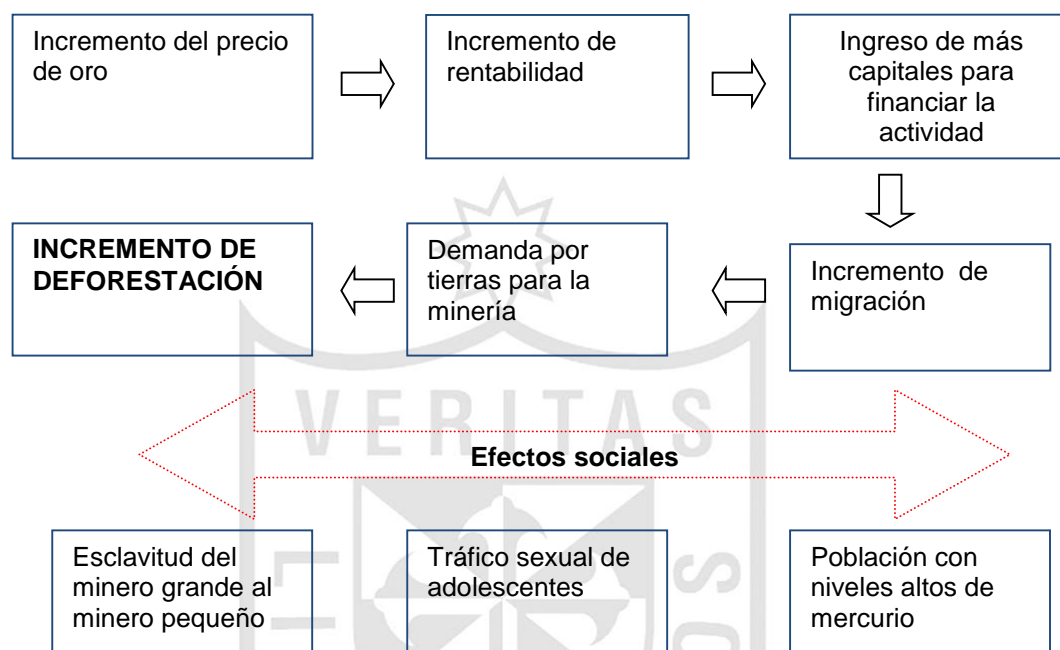 Incremento del precio
de oro
Incremento de
rentabilidad
Ingreso de más
capitales para
financiar la
actividad
INCREMENTO DE
DEFORESTACIÓN
Demanda por
tierras para la
minería
Incremento de
migración
VERITAS
Efectos sociales
Esclavitud del
minero grande al
minero pequeño
Tráfico sexual de
adolescentes
Población con
niveles altos de
mercurio